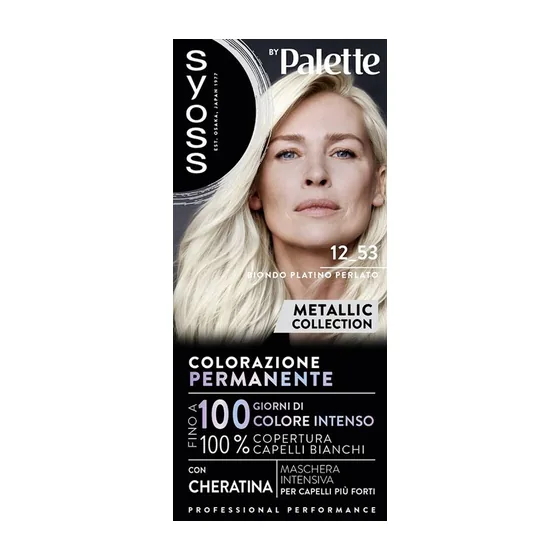 syoss
EST. OSAKA, JAPAN 1977
BY Palette
12_53
BIONDO PLATINO PERLATO
METALLIC
COLLECTION
COLORAZIONE
PERMANENTE
FINO A
100 GIORNI DI
COLORE INTENSO
100% COPERTURA
CAPELLI BIANCHI
CON
CHERATINA
MASCHERA
INTENSIVA
PER CAPELLI PIÙ FORTI
PROFESSIONAL PERFORMANCE